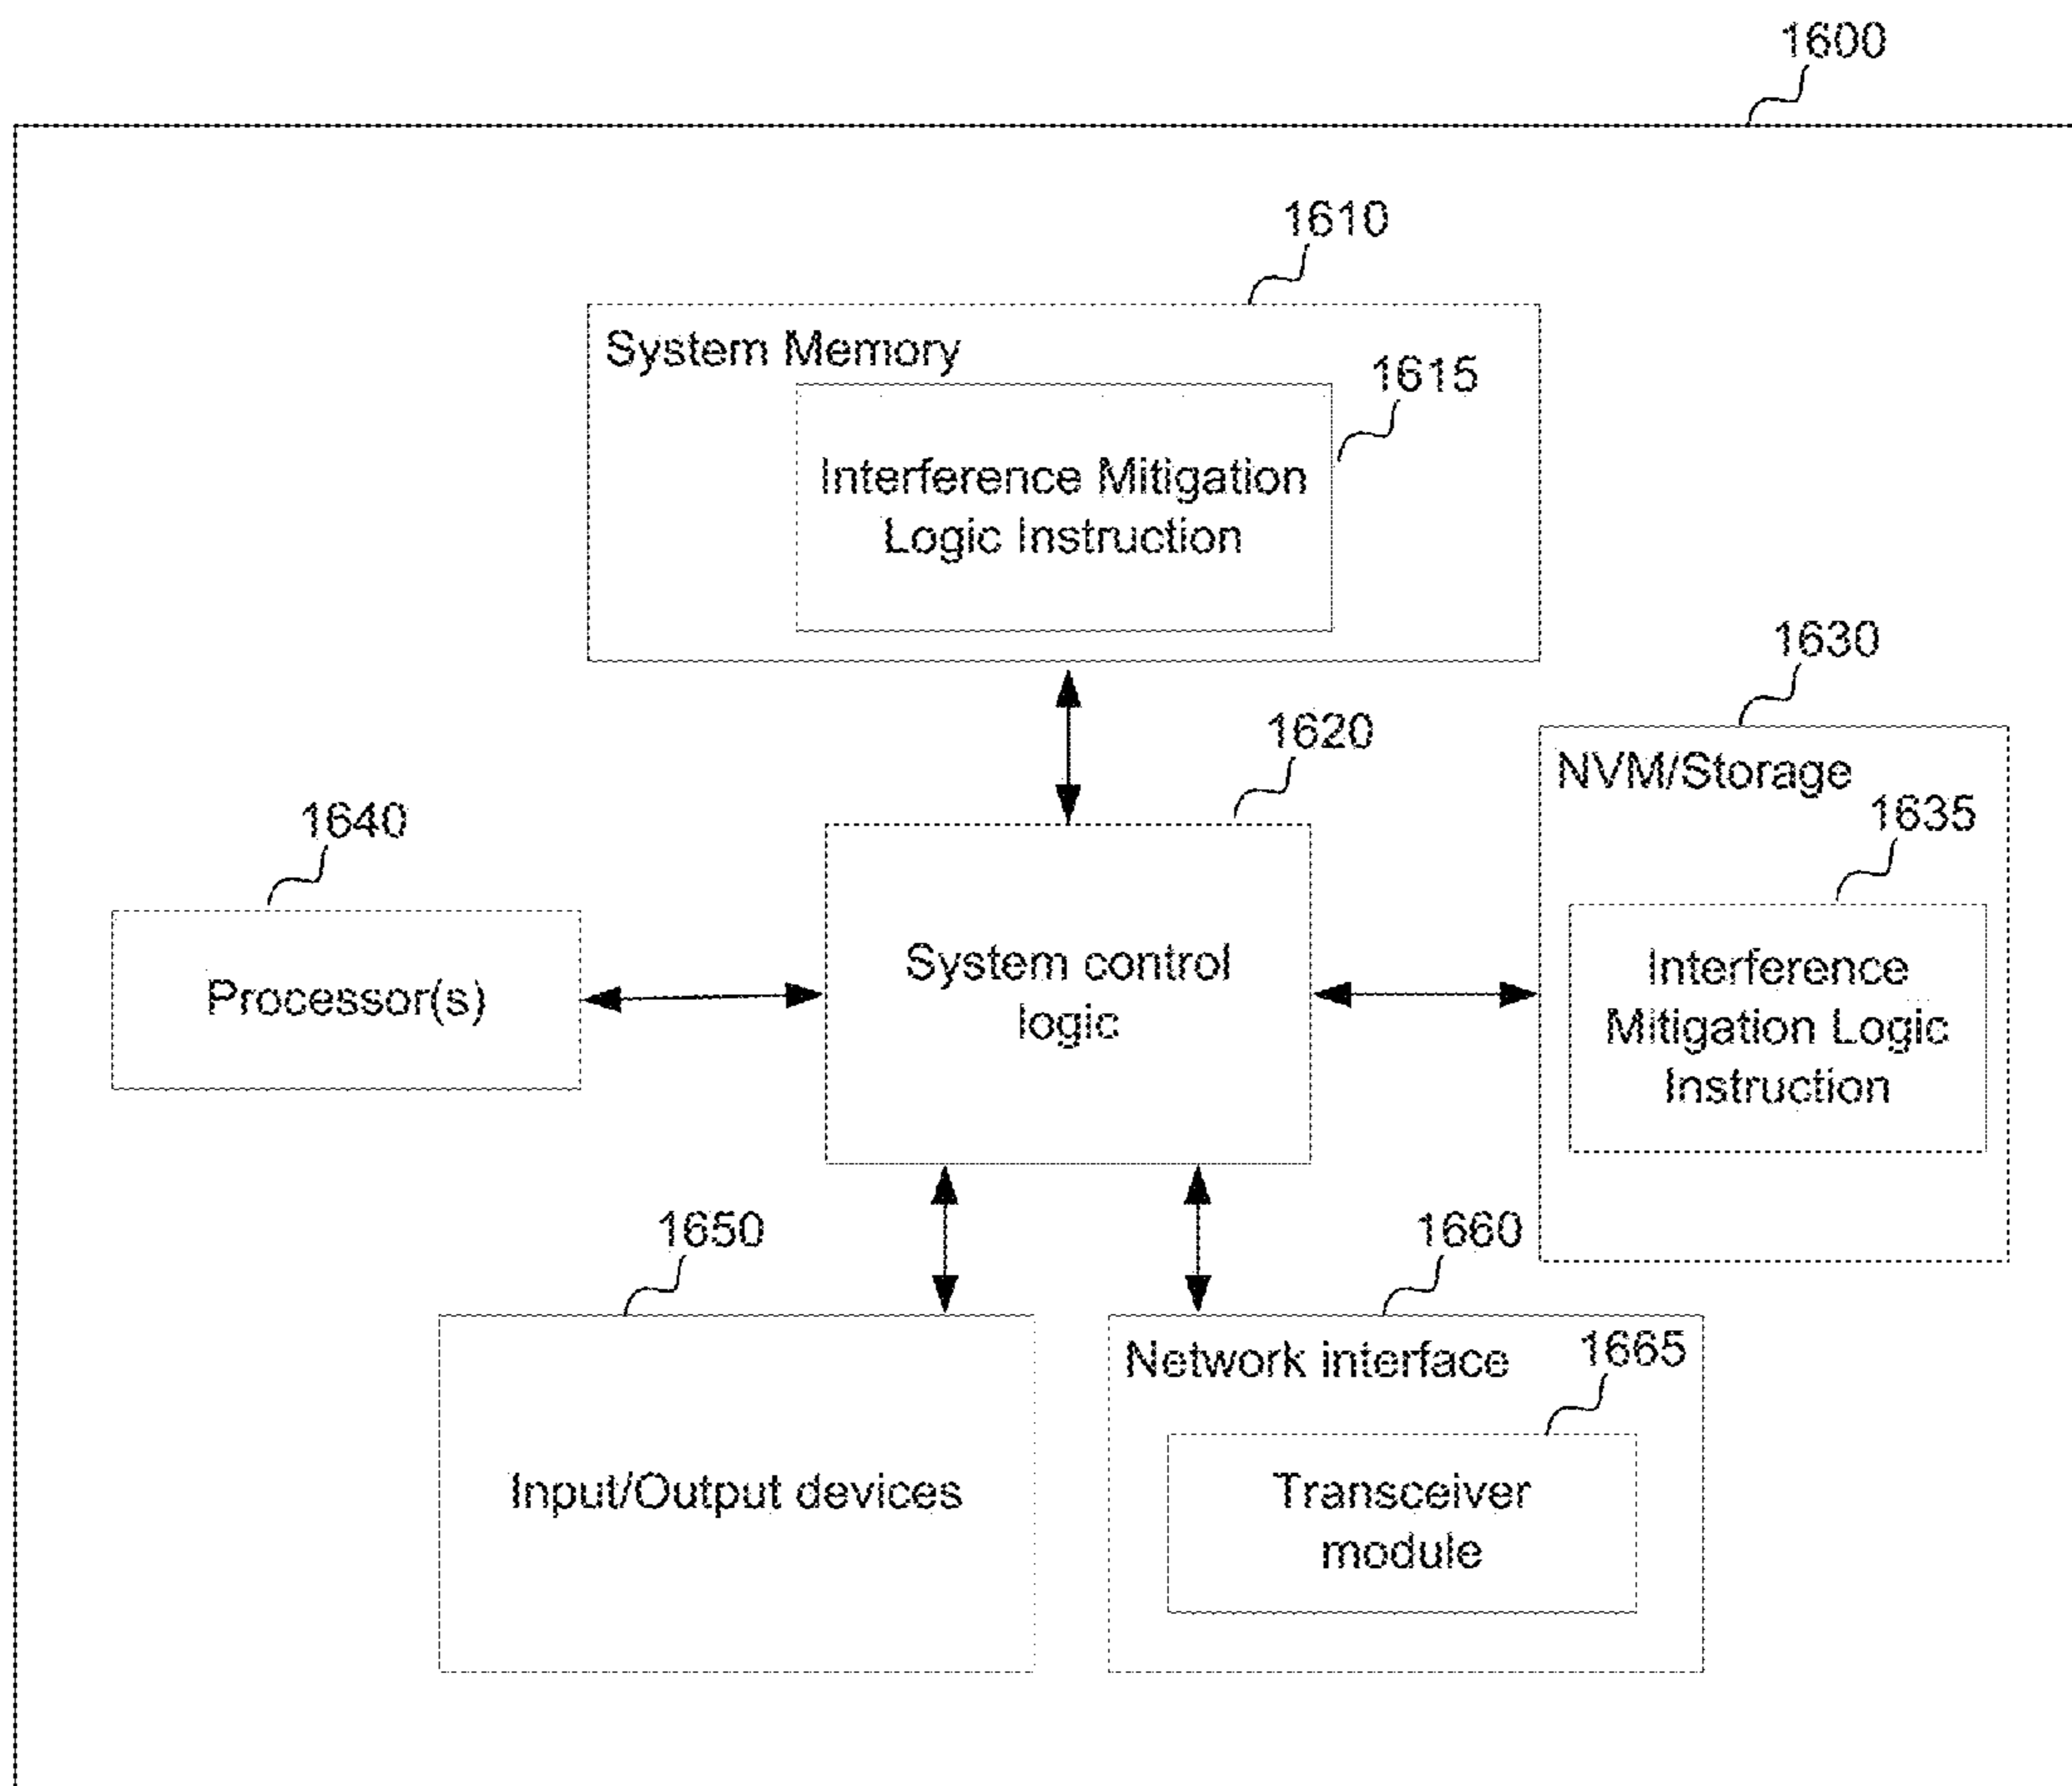 1600
1610
System Memory
1615
Interference Mitigation
Logic Instruction
1630
1620
NVM/Storage
1640
1635
System control
logic
Processor(s)
Interference
Mitigation Logic
Instruction
1650
1660
Network interface
1665
Input/Output devices
Transceiver
module